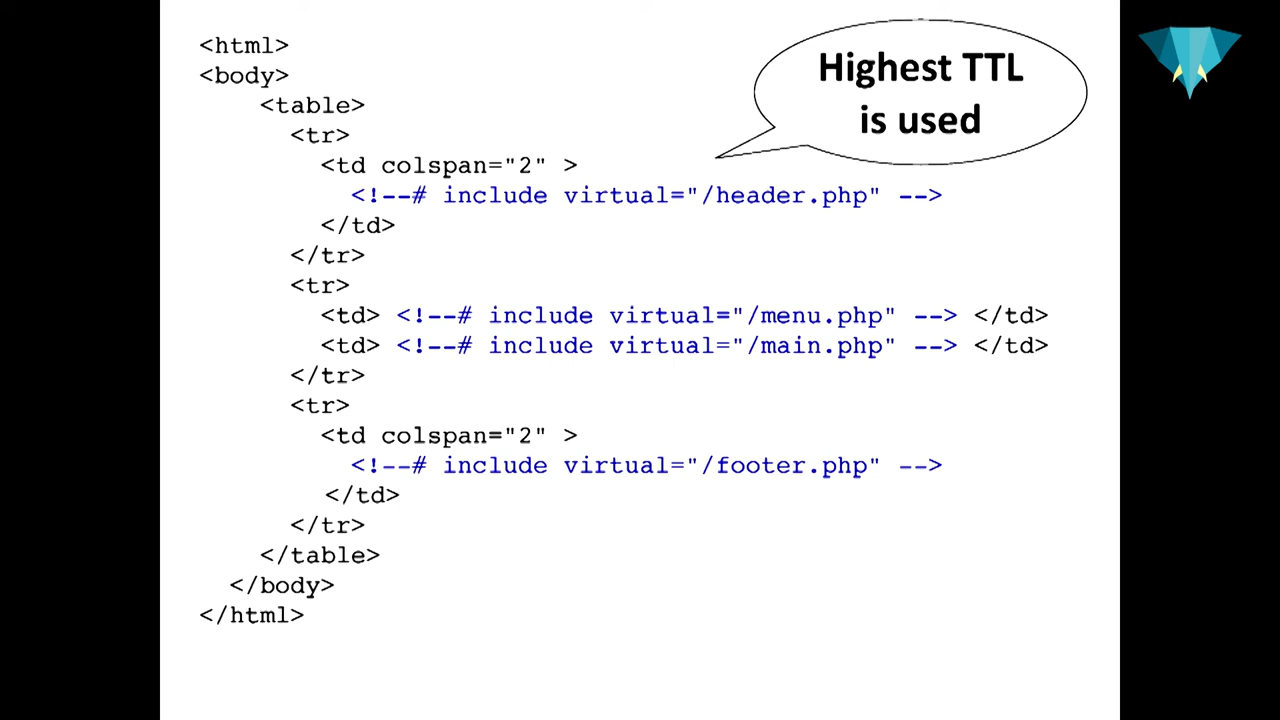 <html>
<body>
<table>
<tr>
<td colspan="2" >
<!--# include virtual="/header.php" -->
</td>
</tr>
<tr>
<td> <!--# include virtual="/menu.php" --> </td>
<td> <!--# include virtual="/main.php" --> </td>
</tr>
<tr>
<td colspan="2" >
<!--# include virtual="/footer.php" -->
</td>
</tr>
</table>
</body>
</html>
Highest TTL
is used